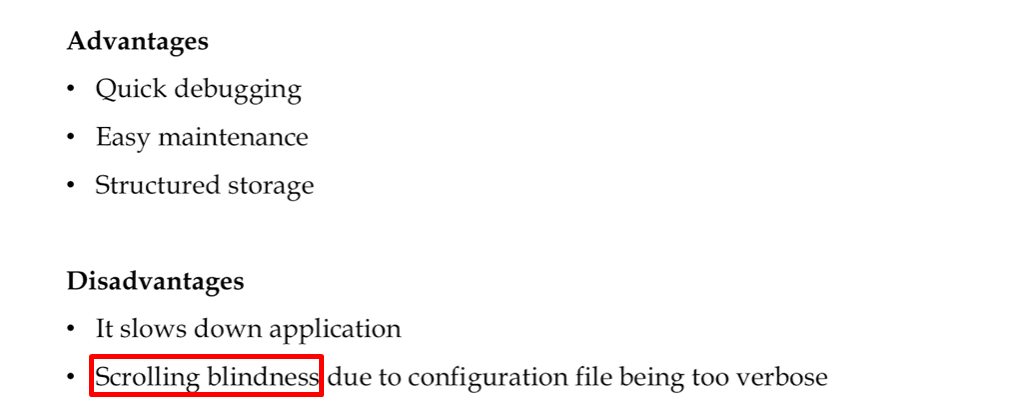 Advantages
• Quick debugging
• Easy maintenance
• Structured storage
Disadvantages
• It slows down application
• Scrolling blindness due to configuration file being too verbose